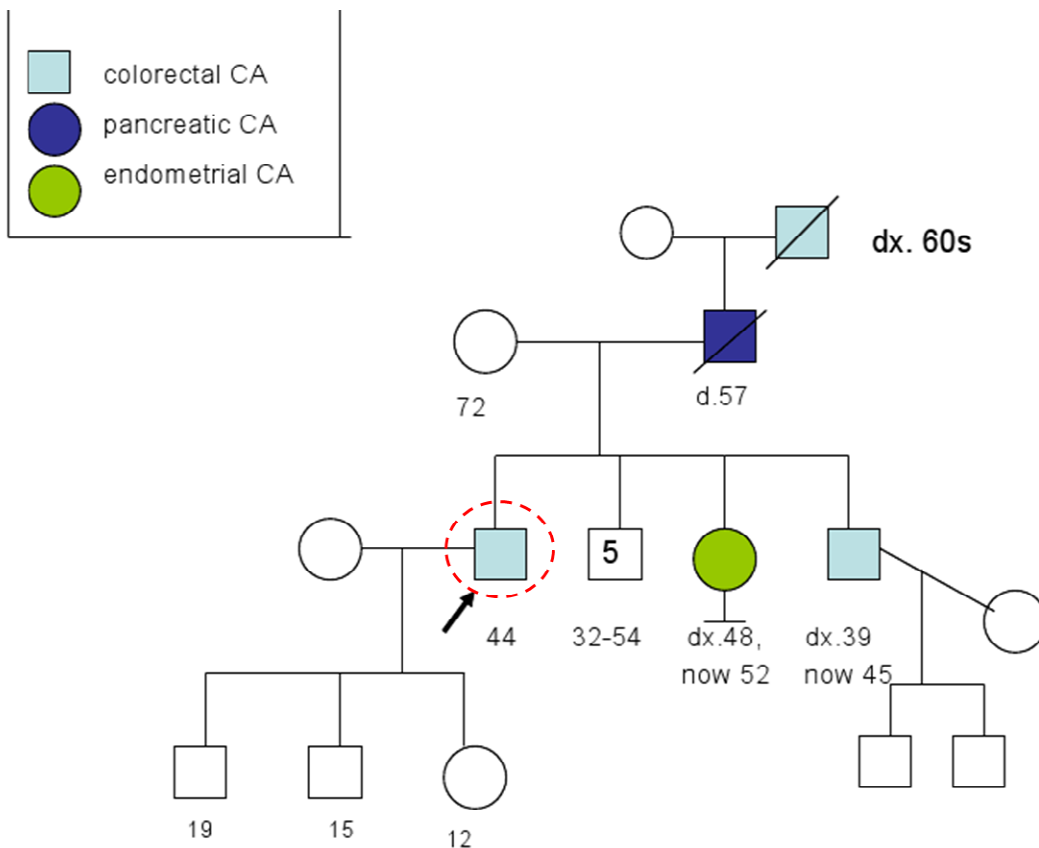 colorectal CA
pancreatic CA
endometrial CA
dx. 60s
72
d.57
5
44
32-54
dx.48,
now 52
dx.39
now 45
19
15
12